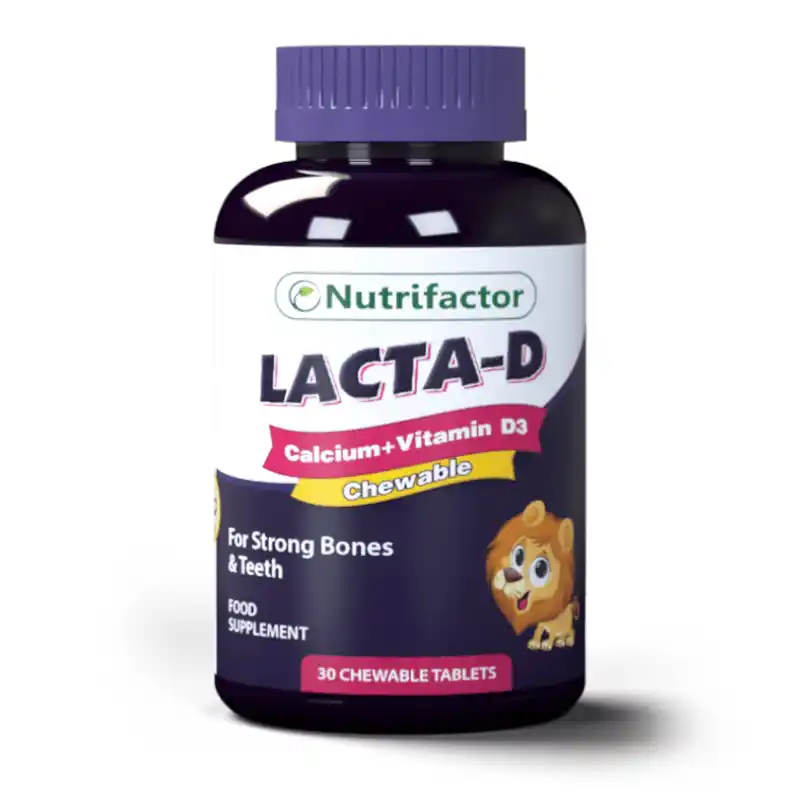 Nutrifactor
LACTA-D
Calcium+Vitamin D3
Chewable
For Strong Bones
& Teeth
FOOD
SUPPLEMENT
30 CHEWABLE TABLETS